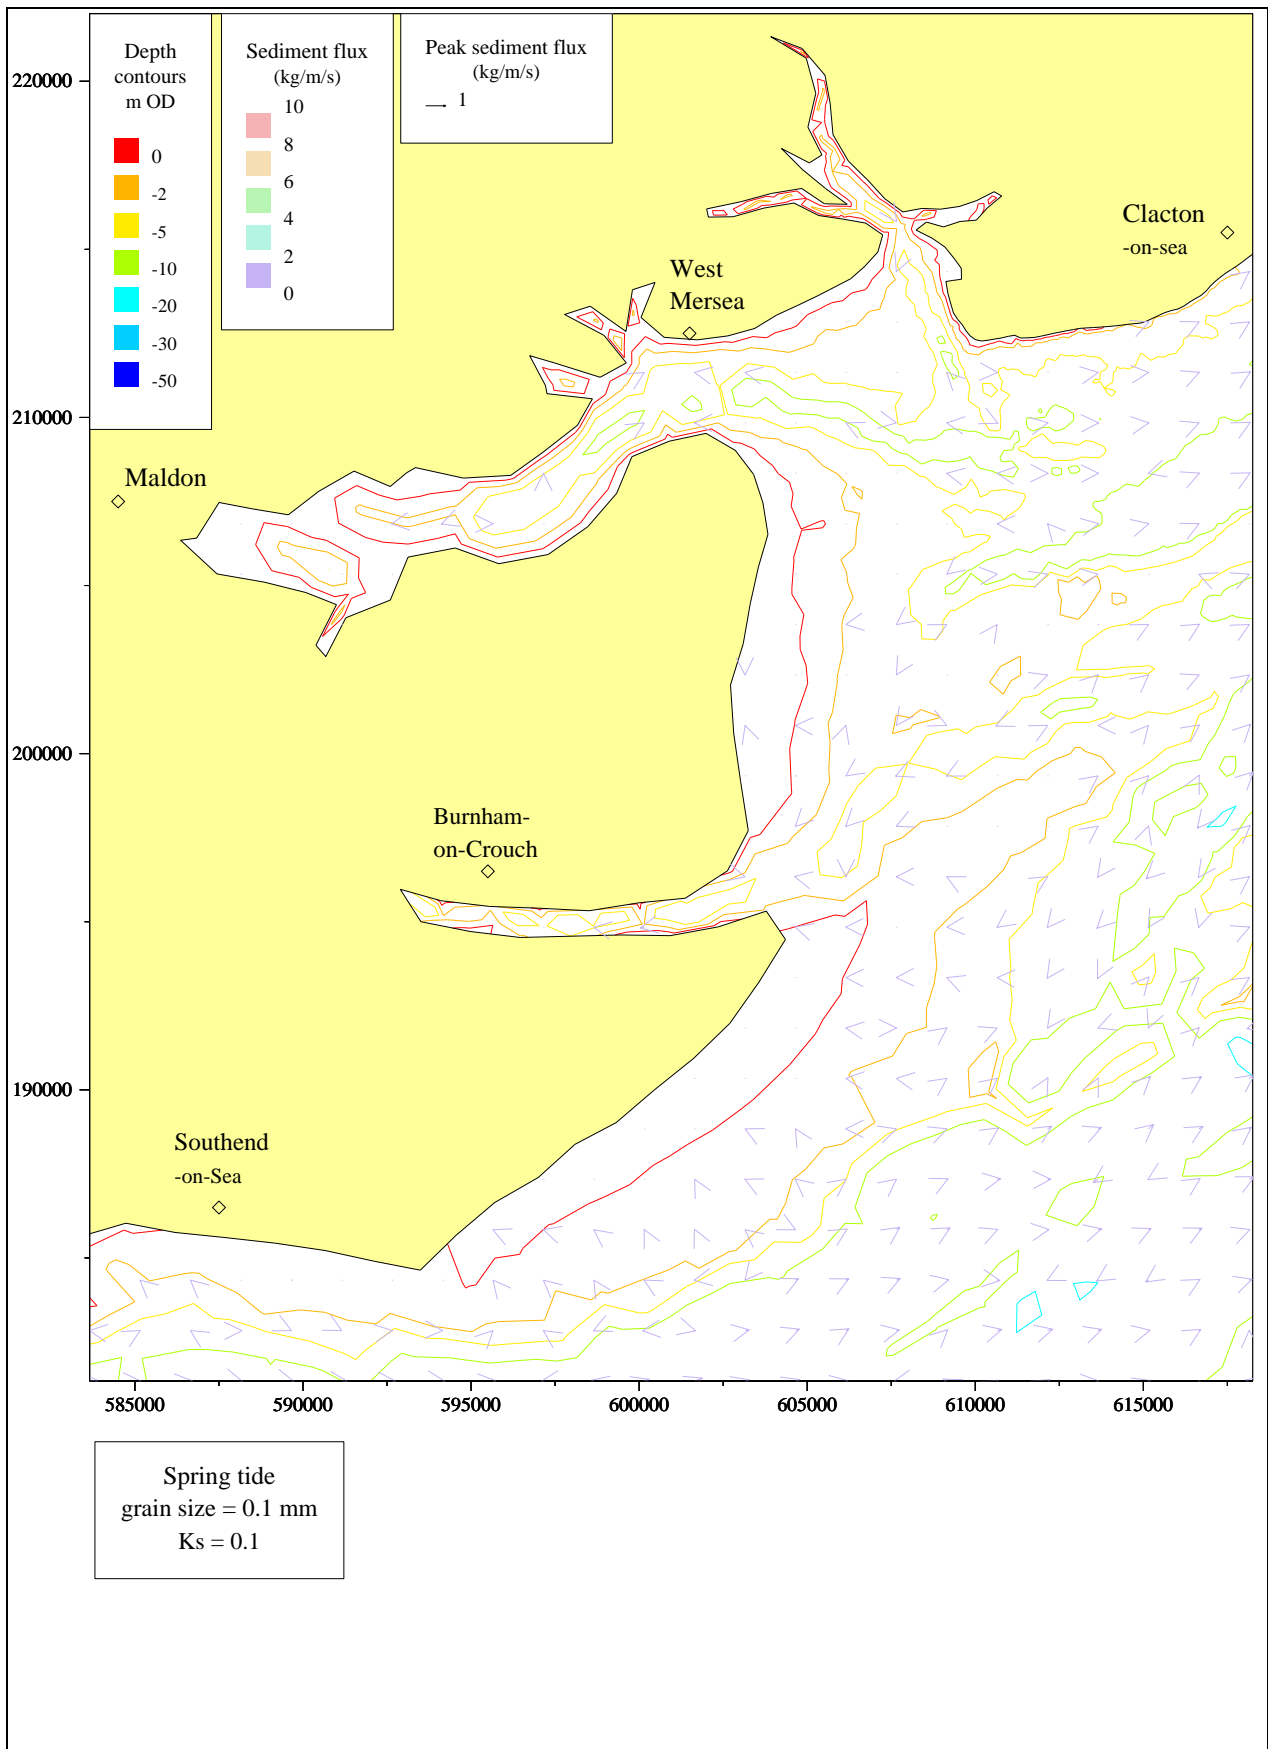 Depth
contours
m OD
0
-2
-5
-10
-20
-30
-50
Sediment flux
(kg/m/s)
10
8
6
4
2
0
Peak sediment flux
(kg/m/s)
1
220000
210000
200000
190000
Clacton
-on-sea
West
Mersea
Maldon
Burnham-
on-Crouch
Southend
-on-Sea
585000
590000
595000
600000
605000
610000
615000
Spring tide
grain size = 0.1 mm
Ks = 0.1